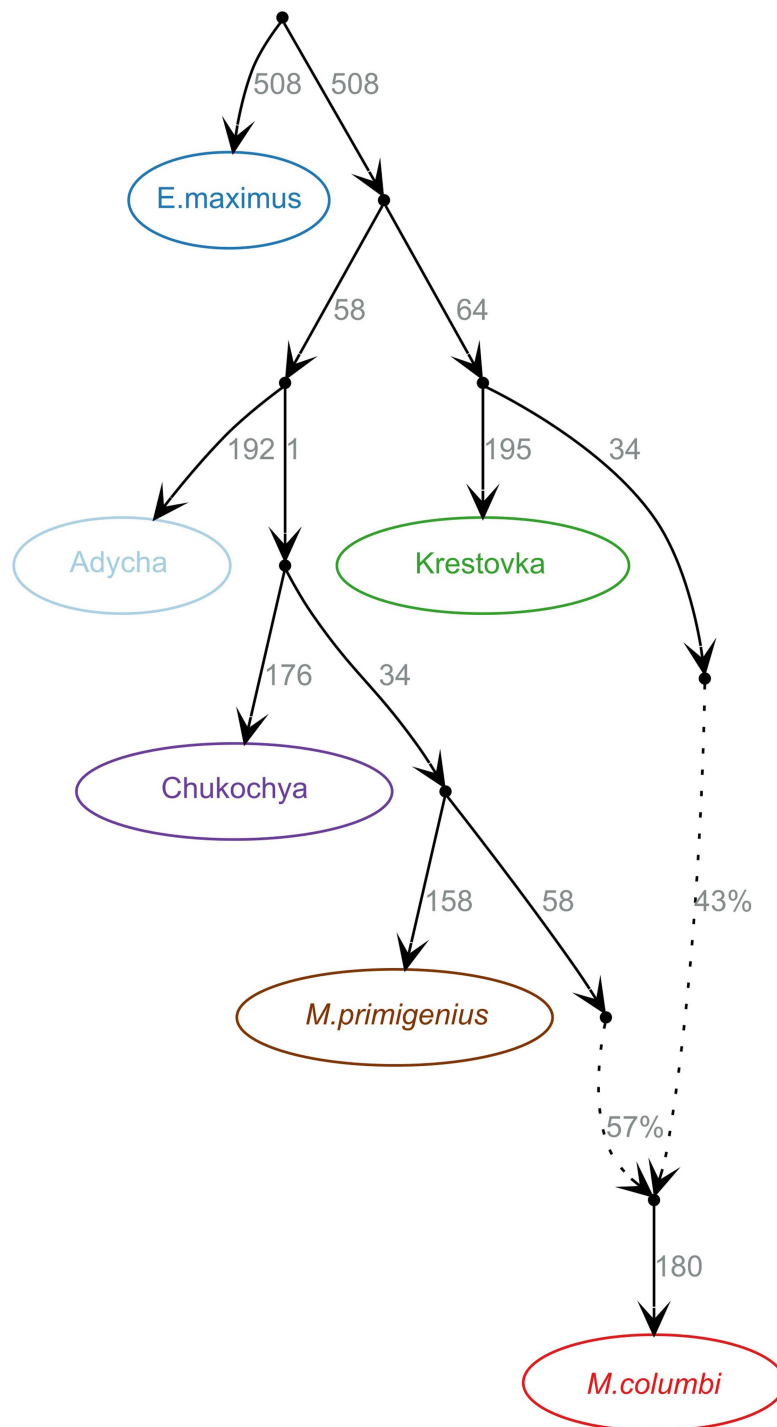 508 508
E.maximus
58 64
192 1 195 34
Adycha Krestovka
176 34
Chukochya
158 58 43%
M.primigenius
57%
180
M.columbi